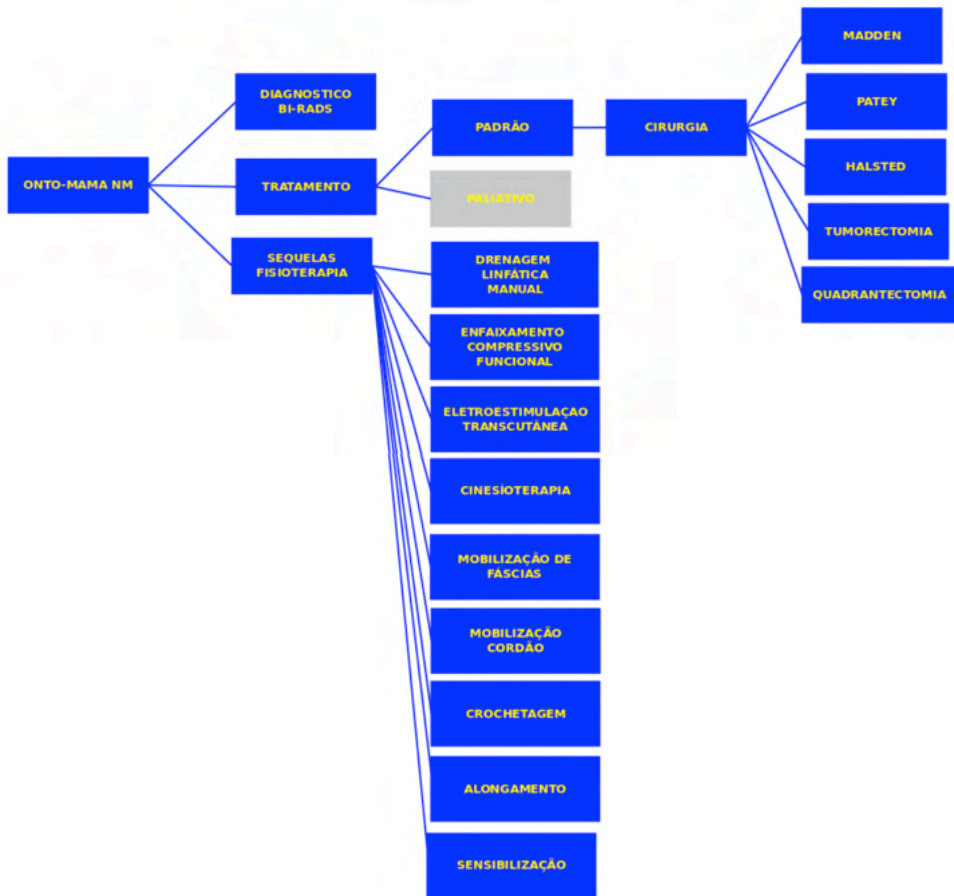 MADDEN
DIAGNOSTICO
BI-RADS
PADRÃO
CIRURGIA
PATEY
HALSTED
ONTO-MAMA NM
TRATAMENTO
PALIATIVO
TUMORECTOMIA
SEQUELAS
FISIOTERAPIA
DRENAGEM
LINFÁTICA
MANUAL
QUADRANTECTOMIA
ENFAIXAMENTO
COMPRESSIVO
FUNCIONAL
ELETROESTIMULAÇAO
TRANSCUTÂNEA
CINESÍOTERAPIA
MOBILIZAÇÃO DE
FÁSCIAS
MOBILIZAÇÃO
CORDÃO
CROCHETAGEM
ALONGAMENTO
SENSIBILIZAÇÃO